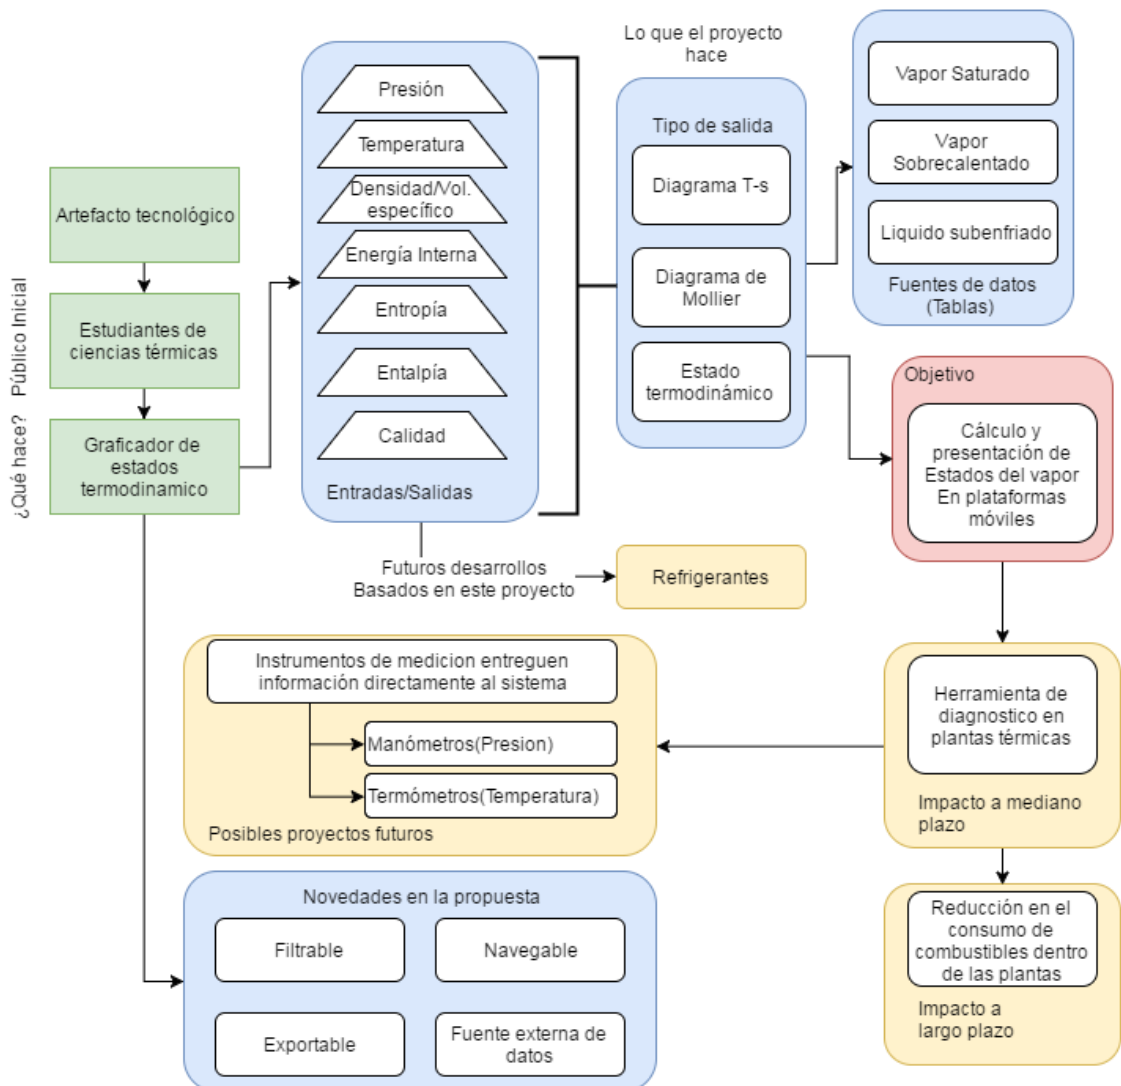 Lo que el proyecto
hace
Presión
Temperatura
Densidad/Vol.
específico
Energía Interna
Entropía
Entalpía
Calidad
Entradas/Salidas
Tipo de salida
Diagrama T-s
Diagrama de
Mollier
Estado
termodinámico
Vapor Saturado
Vapor
Sobrecalentado
Liquido subenfriado
Fuentes de datos
(Tablas)
Público Inicial
¿Qué hace?
Artefacto tecnológico
Estudiantes de
ciencias térmicas
Graficador de
estados
termodinamico
Objetivo
Cálculo y
presentación de
Estados del vapor
En plataformas
móviles
Futuros desarrollos
Basados en este proyecto
Refrigerantes
Instrumentos de medicion entreguen
información directamente al sistema
Manómetros(Presion)
Termómetros(Temperatura)
Posibles proyectos futuros
Herramienta de
diagnostico en
plantas térmicas
Impacto a mediano
plazo
Novedades en la propuesta
Filtrable
Navegable
Exportable
Fuente externa de
datos
Reducción en el
consumo de
combustibles dentro
de las plantas
Impacto a
largo plazo